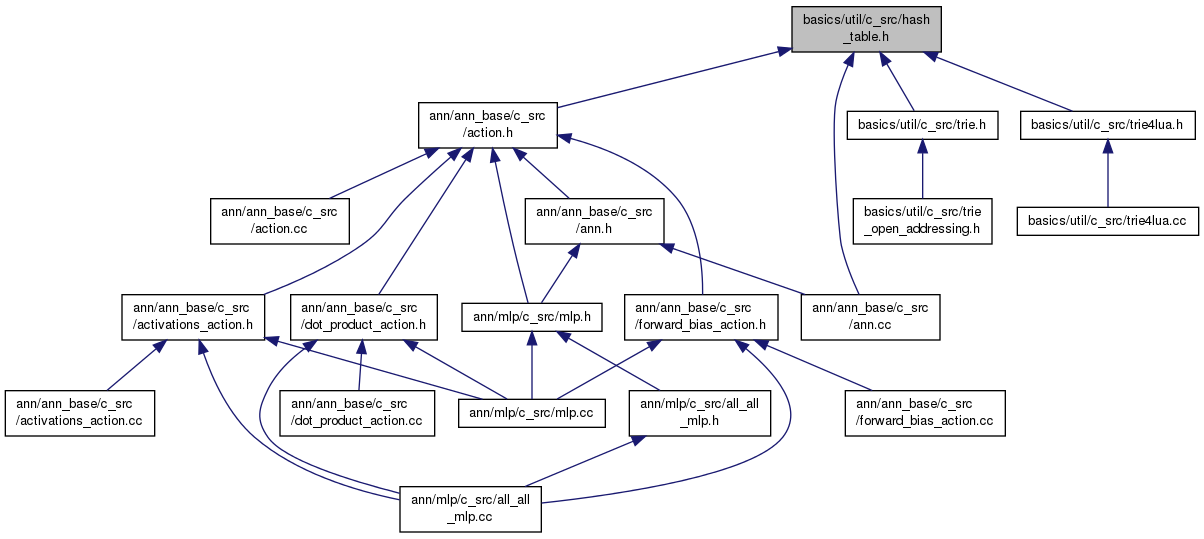 basics/util/c_src/hash
_table.h
ann/ann_base/c_src
/action.h
basics/util/c_src/trie.h
basics/util/c_src/trie4lua.h
ann/ann_base/c_src
/action.cc
ann/ann_base/c_src
/ann.h
basics/util/c_src/trie
_open_addressing.h
basics/util/c_src/trie4lua.cc
ann/ann_base/c_src
/activations_action.h
ann/ann_base/c_src
/dot_product_action.h
ann/mlp/c_src/mlp.h
ann/ann_base/c_src
/forward_bias_action.h
ann/ann_base/c_src
/ann.cc
ann/ann_base/c_src
/activations_action.cc
ann/ann_base/c_src
/dot_product_action.cc
ann/mlp/c_src/mlp.cc
ann/mlp/c_src/all_all
_mlp.h
ann/ann_base/c_src
/forward_bias_action.cc
ann/mlp/c_src/all_all
_mlp.cc